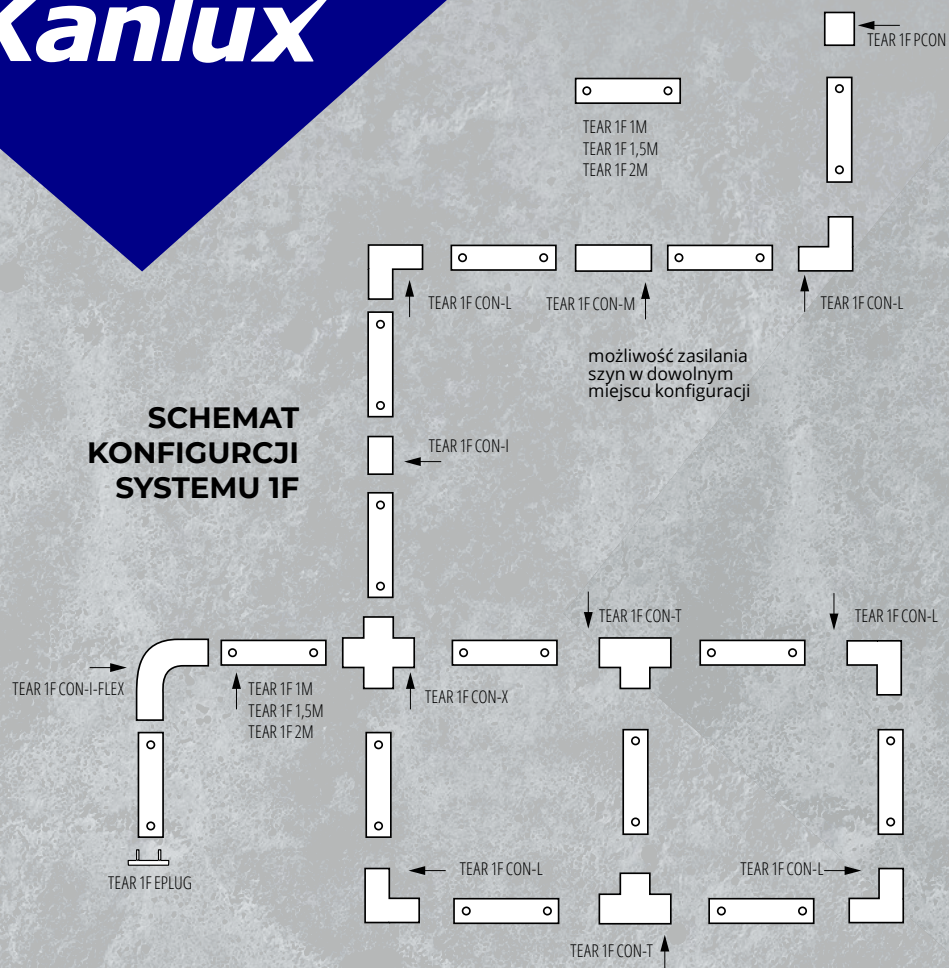 Kanlux
TEAR 1F PCON
TEAR 1F 1M
TEAR 1F 1,5M
TEAR 1F 2M
TEAR 1F CON-L
TEAR 1F CON-M
TEAR 1F CON-L
możliwość zasilania
szyn w dowolnym
miejscu konfiguracji
SCHEMAT
KONFIGURCJI
SYSTEMU 1F
TEAR 1F CON-I
TEAR 1F CON-T
TEAR 1F CON-L
TEAR 1F CON-I-FLEX
TEAR 1F 1M
TEAR 1F 1,5M
TEAR 1F 2M
TEAR 1F CON-X
TEAR 1F EPLUG
TEAR 1F CON-L
TEAR 1F CON-L
TEAR 1F CON-T